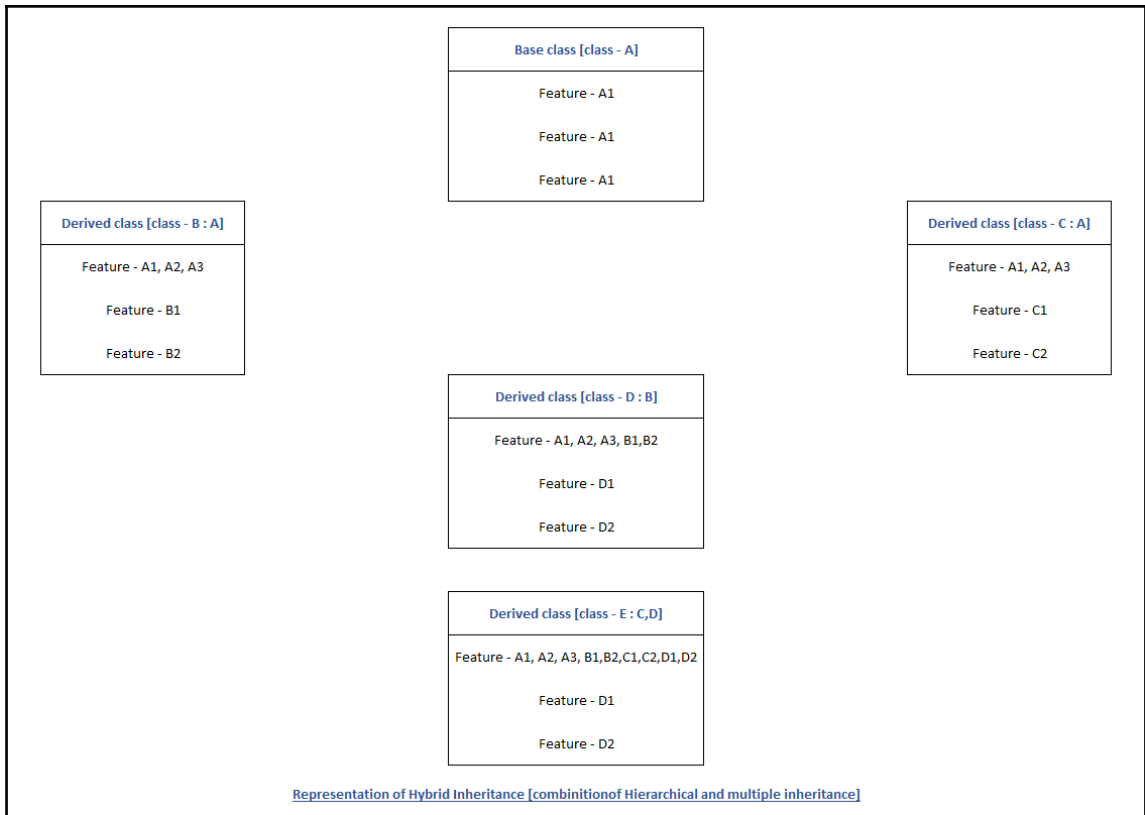 Base class [class - A]
Feature - A1
Feature - A1
Feature - A1
Derived class [class - B : A]
Feature - A1, A2, A3
Feature - B1
Feature - B2
Derived class [class - C : A]
Feature - A1, A2, A3
Feature - C1
Feature - C2
Derived class [class - D : B]
Feature - A1, A2, A3, B1,B2
Feature - D1
Feature - D2
Derived class [class - E : C,D]
Feature - A1, A2, A3, B1,B2,C1,C2,D1,D2
Feature - D1
Feature - D2
Representation of Hybrid Inheritance [combinitionof Hierarchical and multiple inheritance]